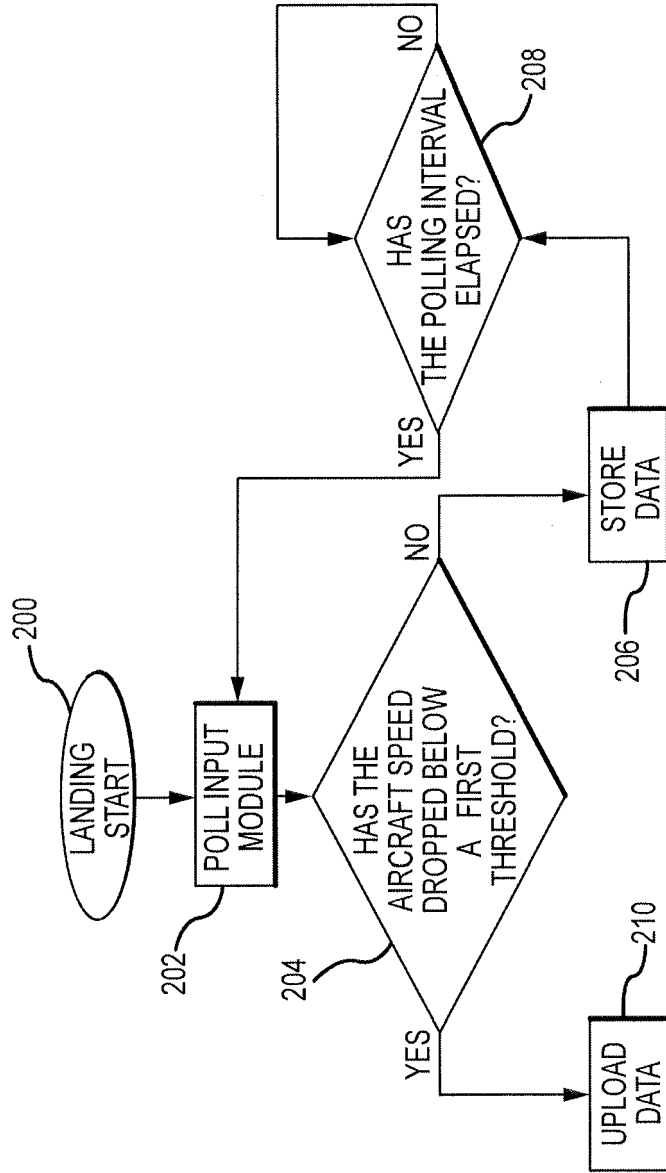 200
LANDING
START
POLL INPUT
MODULE
202
204
HAS THE
AIRCRAFT SPEED
DROPPED BELOW
A FIRST
THRESHOLD?
YES
NO
UPLOAD
DATA
210
STORE
DATA
206
HAS
THE POLLING INTERVAL
ELAPSED?
YES
NO
208